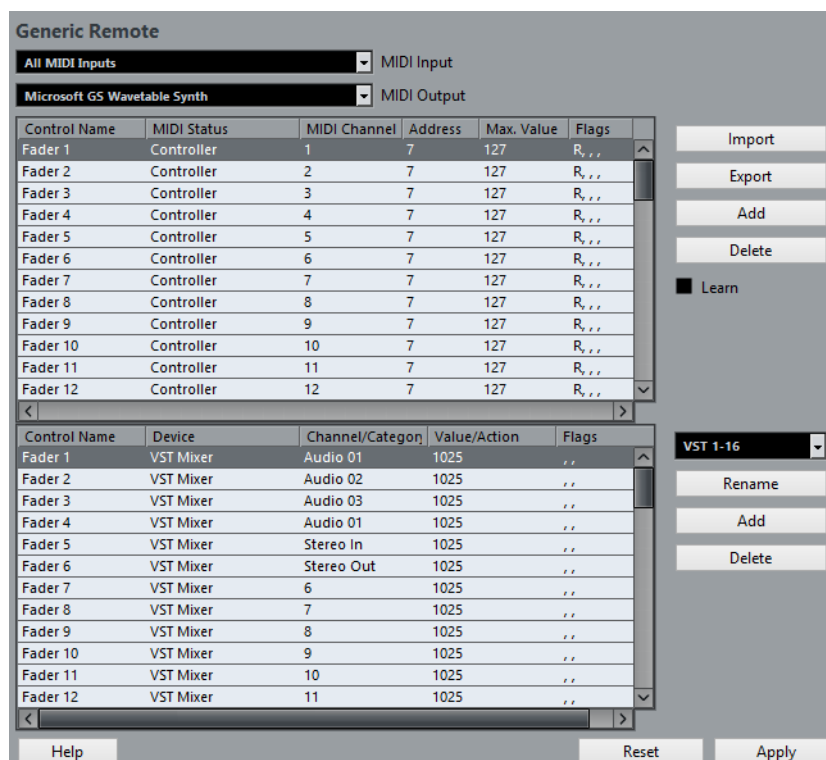 Generic Remote
All MIDI Inputs MIDI Input
Microsoft GS Wavetable Synth MIDI Output
Control Name MIDI Status MIDI Channel Address Max. Value Flags
Fader 1 Controller 1 7 127 R, , ,
Fader 2 Controller 2 7 127 R, , ,
Fader 3 Controller 3 7 127 R, , ,
Fader 4 Controller 4 7 127 R, , ,
Fader 5 Controller 5 7 127 R, , ,
Fader 6 Controller 6 7 127 R, , ,
Fader 7 Controller 7 7 127 R, , ,
Fader 8 Controller 8 7 127 R, , ,
Fader 9 Controller 9 7 127 R, , ,
Fader 10 Controller 10 7 127 R, , ,
Fader 11 Controller 11 7 127 R, , ,
Fader 12 Controller 12 7 127 R, , ,
Import
Export
Add
Delete
Learn
Control Name Device Channel/Categor Value/Action Flags
Fader 1 VST Mixer Audio 01 1025 , ,
Fader 2 VST Mixer Audio 02 1025 , ,
Fader 3 VST Mixer Audio 03 1025 , ,
Fader 4 VST Mixer Audio 01 1025 , ,
Fader 5 VST Mixer Stereo In 1025 , ,
Fader 6 VST Mixer Stereo Out 1025 , ,
Fader 7 VST Mixer 6 1025 , ,
Fader 8 VST Mixer 7 1025 , ,
Fader 9 VST Mixer 8 1025 , ,
Fader 10 VST Mixer 9 1025 , ,
Fader 11 VST Mixer 10 1025 , ,
Fader 12 VST Mixer 11 1025 , ,
VST 1-16
Rename
Add
Delete
Help Reset Apply